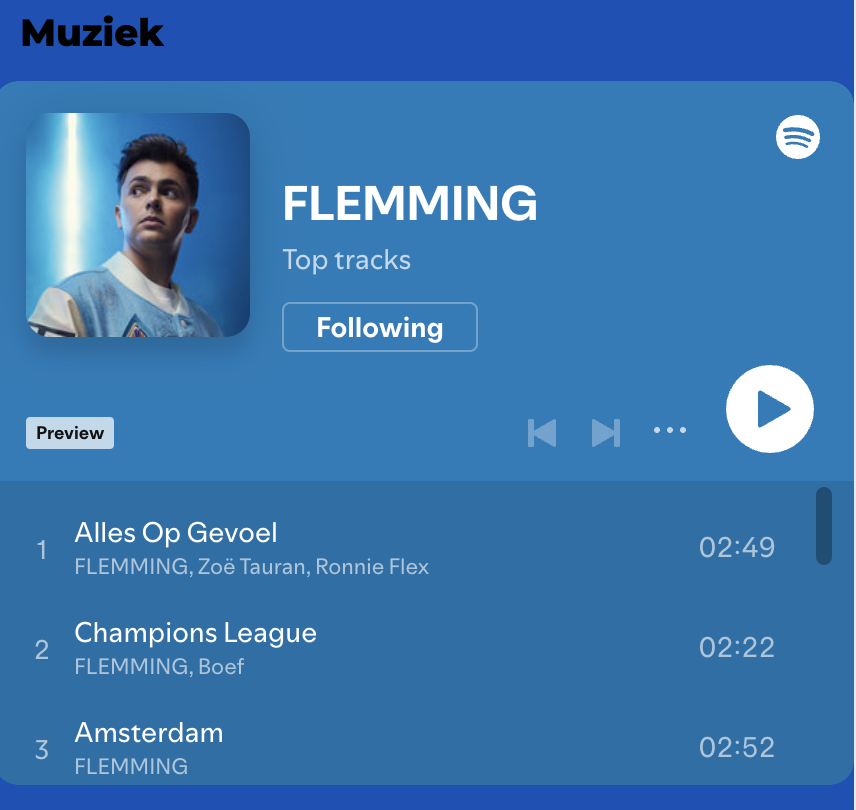 Muziek
FLEMMING
Top tracks
Following
Preview
1
Alles Op Gevoel
02:49
FLEMMING, Zoë Tauran, Ronnie Flex
2
Champions League
02:22
FLEMMING, Boef
3
Amsterdam
02:52
FLEMMING